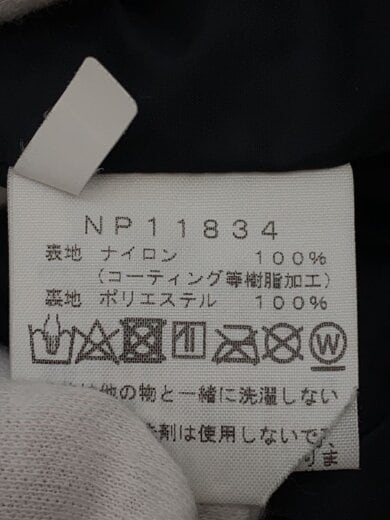 NP11834
表地 ナイロン 100%
(コーティング等樹脂加工)
裏地 ポリエステル 100%
W
は他の物と一緒に洗濯しない
剤は使用しないで
ま